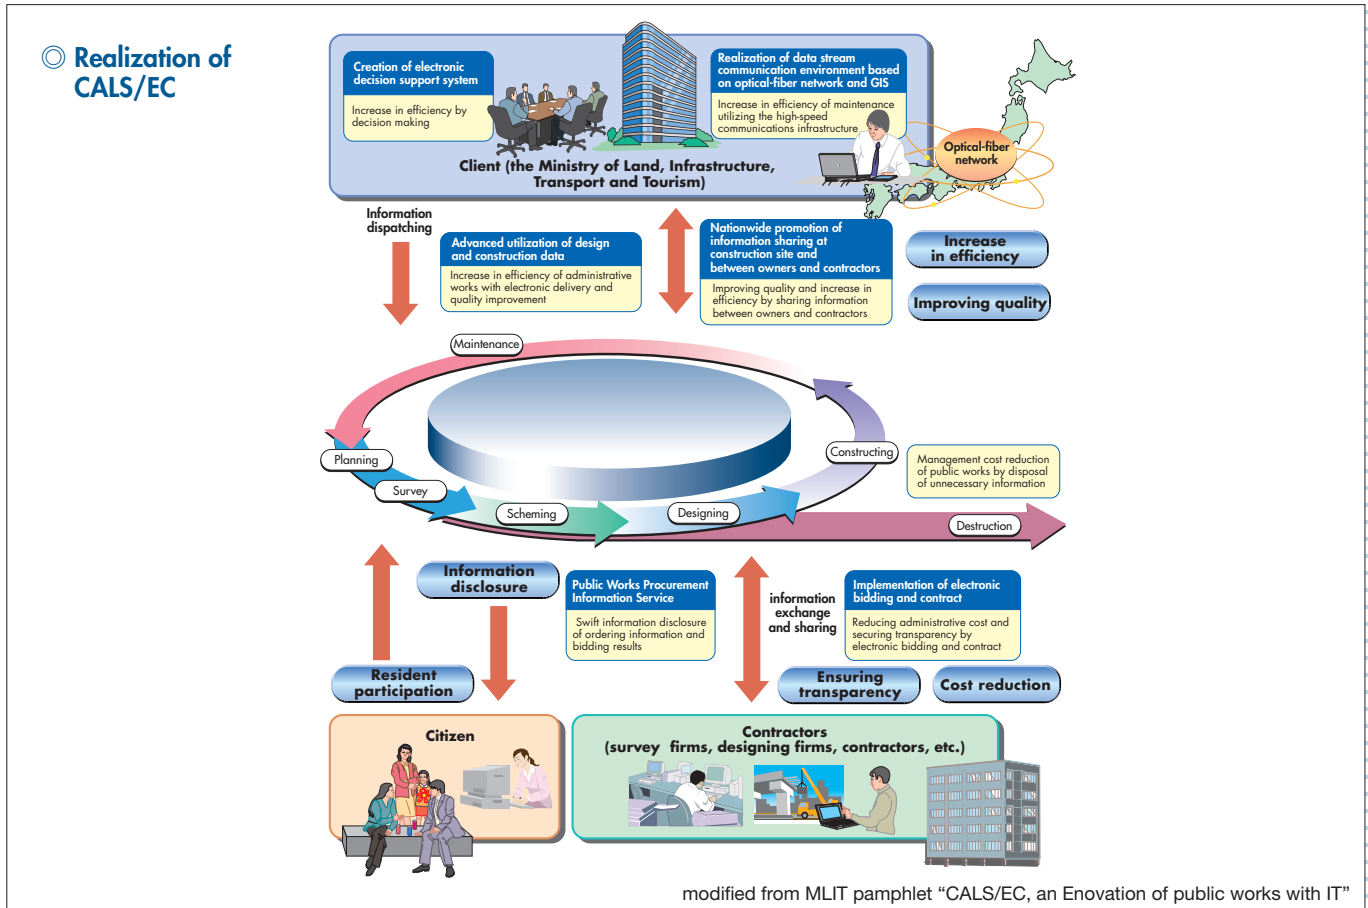 ◎ Realization of
CALS/EC
Creation of electronic
decision support system
Increase in efficiency by
decision making
Realization of data stream
communication environment based
on optical-fiber network and GIS
Increase in efficiency of maintenance
utilizing the high-speed
communications infrastructure
Optical-fiber
network
Client (the Ministry of Land, Infrastructure,
Transport and Tourism)
Information
dispatching
Advanced utilization of design
and construction data
Increase in efficiency of administrative
works with electronic delivery and
quality improvement
Nationwide promotion of
information sharing at
construction site and
between owners and contractors
Improving quality and increase in
efficiency by sharing information
between owners and contractors
Increase
in efficiency
Improving quality
Maintenance
Planning
Survey
Scheming
Designing
Constructing
Management cost reduction
of public works by disposal
of unnecessary information
Destruction
Information
disclosure
Public Works Procurement
Information Service
Swift information disclosure
of ordering information and
bidding results
information
exchange
and sharing
Implementation of electronic
bidding and contract
Reducing administrative cost and
securing transparency by
electronic bidding and contract
Resident
participation
Ensuring
transparency
Cost reduction
Citizen
Contractors
(survey firms, designing firms, contractors, etc.)
modified from MLIT pamphlet “CALS/EC, an Enovation of public works with IT”